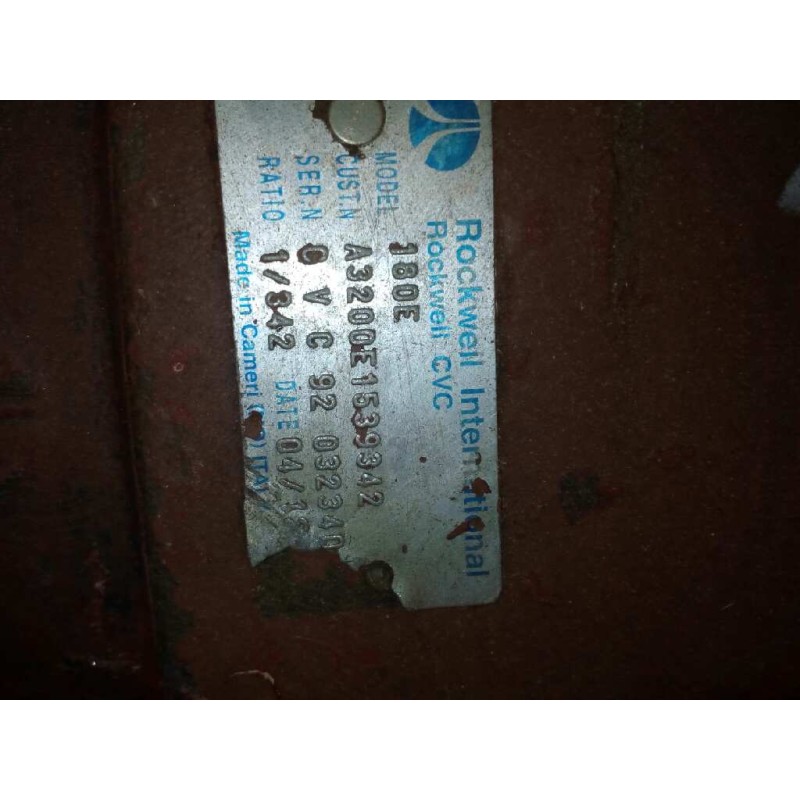 Rockwell International
Rockwell CVC
MODEL 180E
CUST.N A3200E1539342
SER.N CVC 92 032340
RATIO 1/342 DATE 04/
Made in Cameri